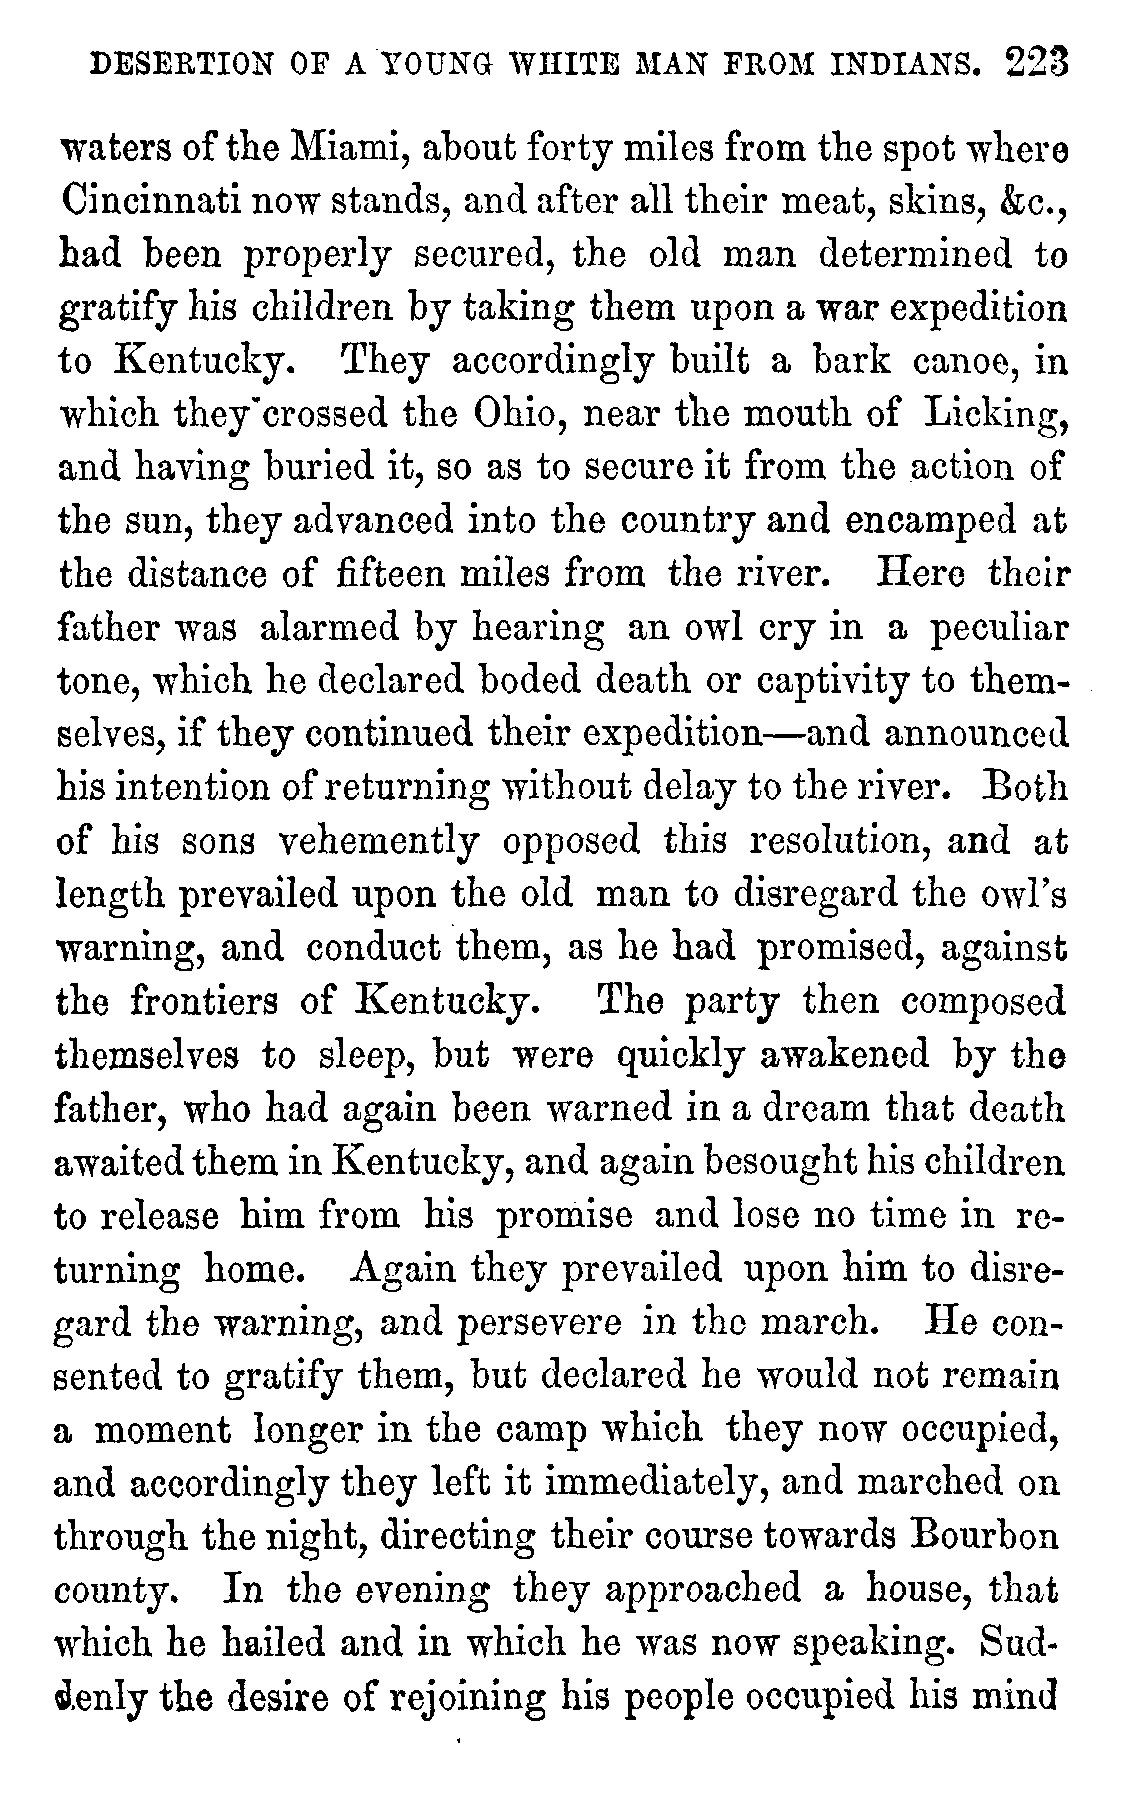 DESERTION OF A YOUNG WHITE MAN FROM INDIANS. 223
waters of the Miami, about forty miles from the spot where
Cincinnati now stands, and after all their meat, skins, &c.,
had been properly secured, the old man determined to
gratify his children by taking them upon a war expedition
to Kentucky. They accordingly built a bark canoe, in
which they crossed the Ohio, near the mouth of Licking,
and having buried it, so as to secure it from the action of
the sun, they advanced into the country and encamped at
the distance of fifteen miles from the river. Here their
father was alarmed by hearing an owl cry in a peculiar
tone, which he declared boded death or captivity to them-
selves, if they continued their expedition—and announced
his intention of returning without delay to the river. Both
of his sons vehemently opposed this resolution, and at
length prevailed upon the old man to disregard the owl's
warning, and conduct them, as he had promised, against
the frontiers of Kentucky. The party then composed
themselves to sleep, but were quickly awakened by the
father, who had again been warned in a dream that death
awaited them in Kentucky, and again besought his children
to release him from his promise and lose no time in re-
turning home. Again they prevailed upon him to disre-
gard the warning, and persevere in the march. He con-
sented to gratify them, but declared he would not remain
a moment longer in the camp which they now occupied,
and accordingly they left it immediately, and marched on
through the night, directing their course towards Bourbon
county. In the evening they approached a house, that
which he hailed and in which he was now speaking. Sud-
denly the desire of rejoining his people occupied his mind